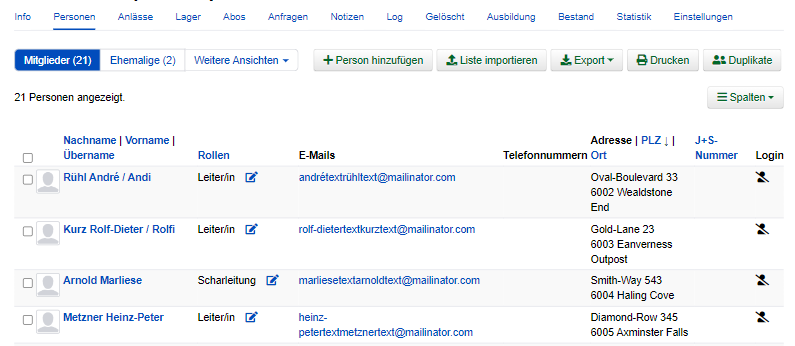 Info Personen Anlässe Lager Abos Anfragen Notizen Log Gelöscht Ausbildung Bestand Statistik Einstellungen
Mitglieder (21) Ehemalige (2) Weitere Ansichten Person hinzufügen Liste importieren Export Drucken Duplikate
21 Personen angezeigt.
Spalten
Nachname | Vorname |
Übername
Rollen
E-Mails
Telefonnummern
Adresse | PLZ ↓ |
Ort
J+S-
Nummer
Login
Rühl André / Andi
Leiter/in
andrétextrühltext@mailinator.com
Oval-Boulevard 33
6002 Wealdstone
End
Kurz Rolf-Dieter / Rolfi
Leiter/in
rolf-dietertextkurztext@mailinator.com
Gold-Lane 23
6003 Eanverness
Outpost
Arnold Marliese
Scharleitung
marliesetextarnoldtext@mailinator.com
Smith-Way 543
6004 Haling Cove
Metzner Heinz-Peter
Leiter/in
heinz-
petertextmetznertext@mailinator.com
Diamond-Row 345
6005 Axminster Falls